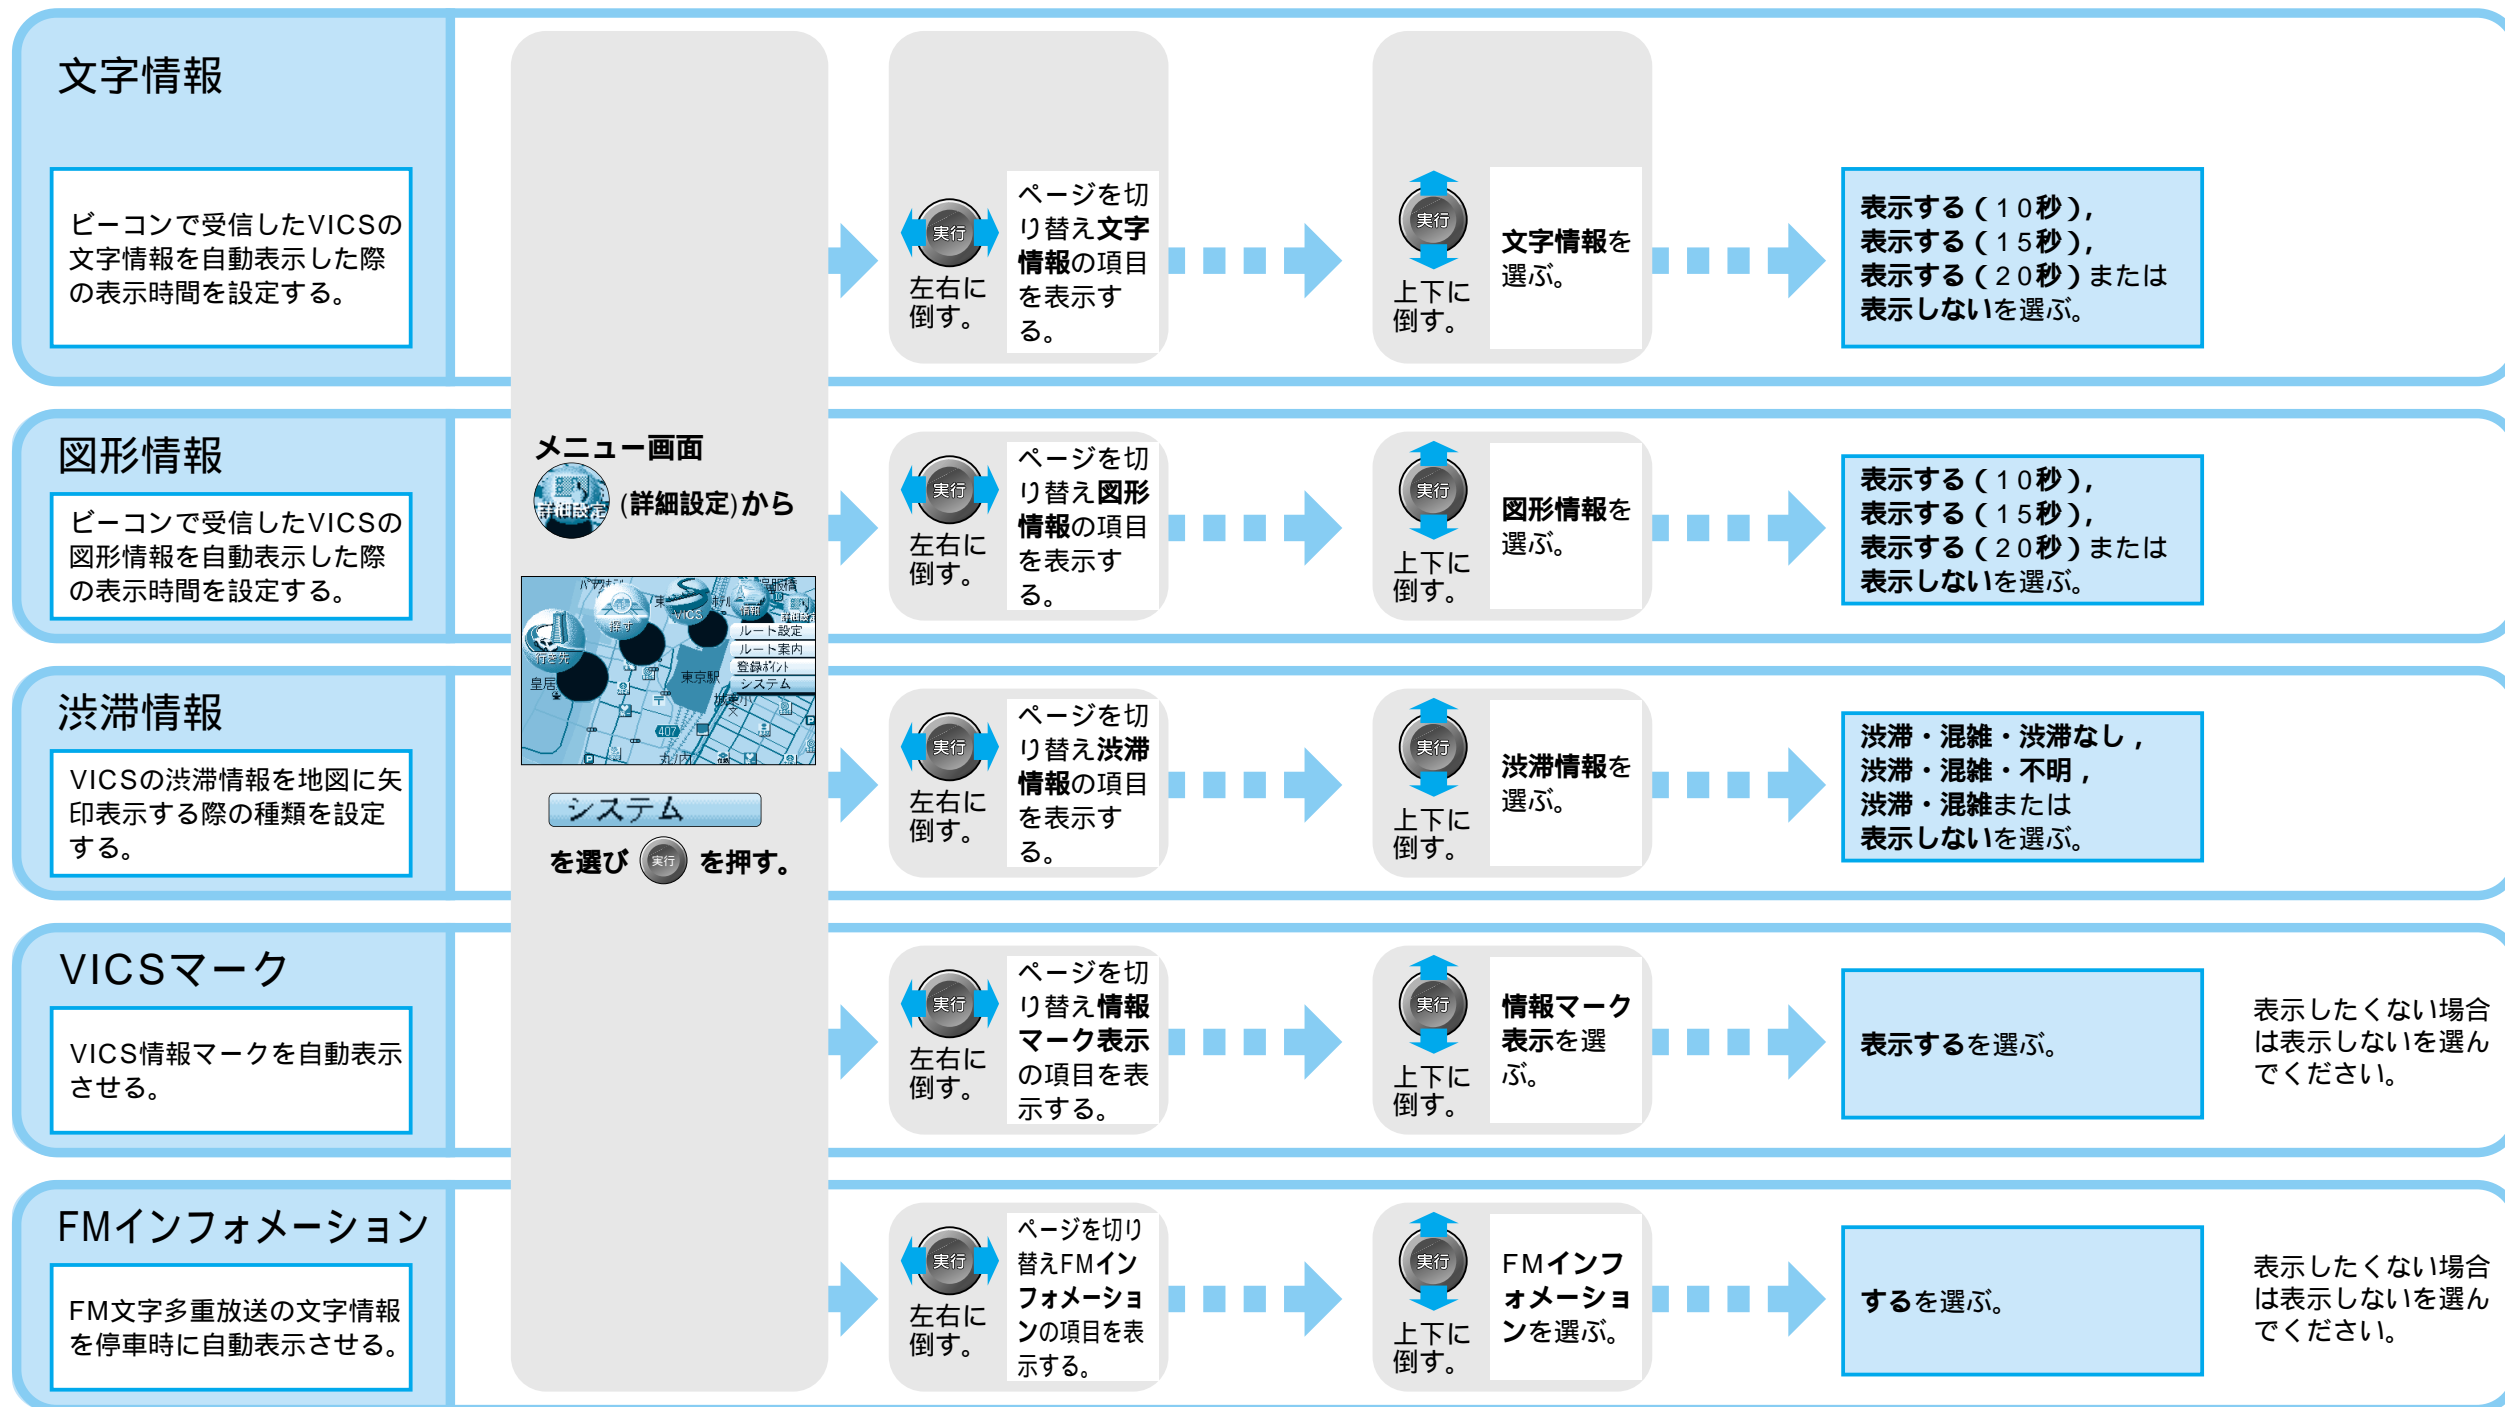 文字情報
ビーコンで受信したVICSの
文字情報を自動表示した際
の表示時間を設定する。
実行
左右に
倒す。
ページを切
り替え文字
情報の項目
を表示す
る。
実行
上下に
倒す。
文字情報を
選ぶ。
表示する（10秒），
表示する（15秒），
表示する（20秒）または
表示しないを選ぶ。
図形情報
ビーコンで受信したVICSの
図形情報を自動表示した際
の表示時間を設定する。
メニュー画面
詳細設定
(詳細設定)から
行き先
探す
VICS
情報
詳細設定
ルート設定
ルート案内
登録ポイント
システム
皇居
東京駅
城東小
407
丸ノ内
システム
を選び 実行 を押す。
実行
左右に
倒す。
ページを切
り替え図形
情報の項目
を表示す
る。
実行
上下に
倒す。
図形情報を
選ぶ。
表示する（10秒），
表示する（15秒），
表示する（20秒）または
表示しないを選ぶ。
渋滞情報
VICSの渋滞情報を地図に矢
印表示する際の種類を設定
する。
実行
左右に
倒す。
ページを切
り替え渋滞
情報の項目
を表示す
る。
実行
上下に
倒す。
渋滞情報を
選ぶ。
渋滞・混雑・渋滞なし，
渋滞・混雑・不明，
渋滞・混雑または
表示しないを選ぶ。
VICSマーク
VICS情報マークを自動表示
させる。
実行
左右に
倒す。
ページを切
り替え情報
マーク表示
の項目を表
示する。
実行
上下に
倒す。
情報マーク
表示を選
ぶ。
表示するを選ぶ。
表示したくない場合
は表示しないを選ん
でください。
FMインフォメーション
FM文字多重放送の文字情報
を停車時に自動表示させる。
実行
左右に
倒す。
ページを切り
替えFMイン
フォメーショ
ンの項目を表
示する。
実行
上下に
倒す。
FMインフ
ォメーショ
ンを選ぶ。
するを選ぶ。
表示したくない場合
は表示しないを選ん
でください。